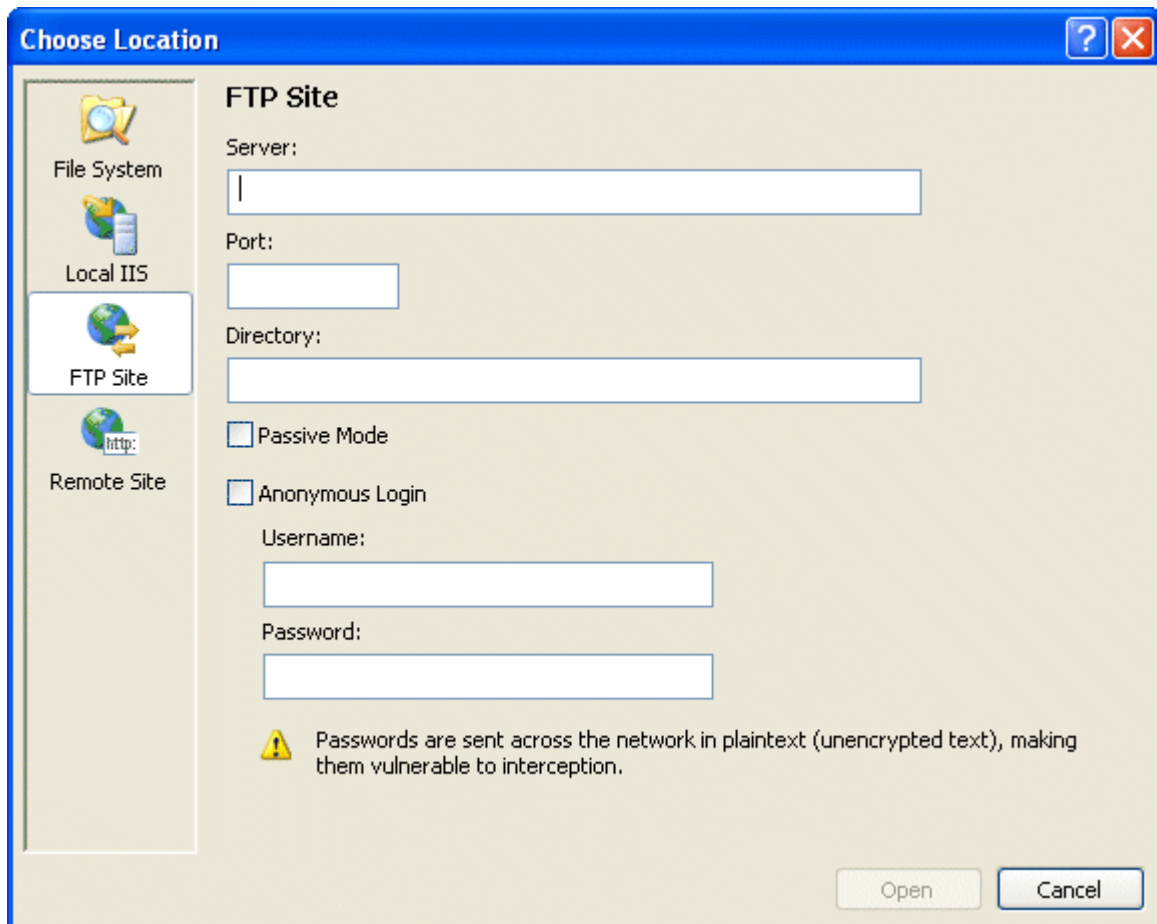 Choose Location
File System
Local IIS
FTP Site
http:
Remote Site
FTP Site
Server:
Port:
Directory:
Passive Mode
Anonymous Login
Username:
Password:
Passwords are sent across the network in plaintext (unencrypted text), making
them vulnerable to interception.
Open
Cancel